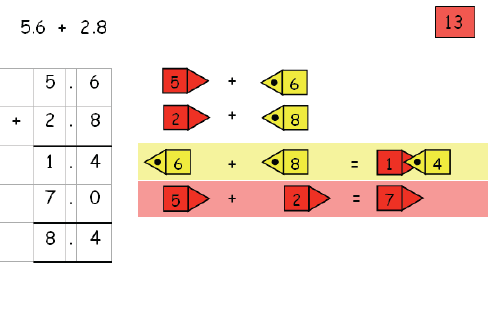 5.6 + 2.8
13
5 . 6
5 + .6
+ 2 . 8
2 + .8
1 . 4
.6 + .8 = 1 .4
7 . 0
5 + 2 = 7
8 . 4